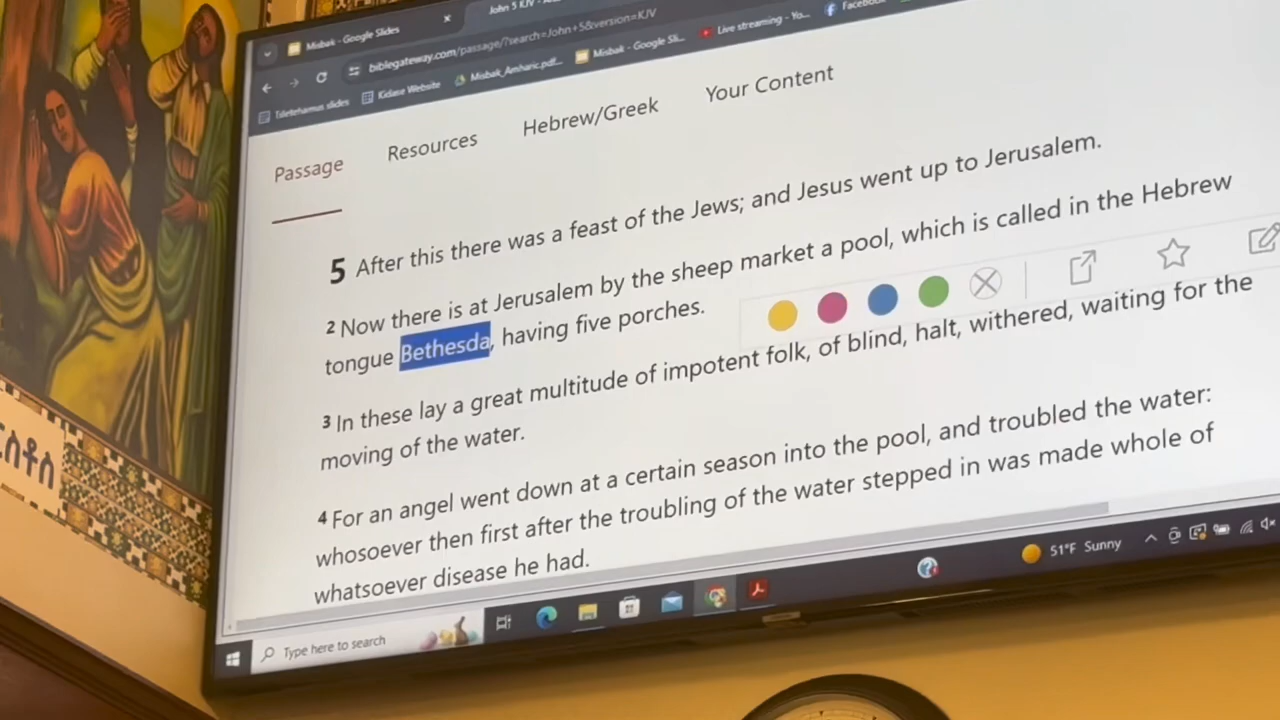 Misbak - Google Slides
John 5 KJV
biblegateway.com/passage/?search=John+5&version=KJV
slides
Kidase Website
Misbak_Amharic.pdf...
Misbak - Google Sli...
Live streaming - Yo...
Facebook
Passage
Resources
Hebrew/Greek
Your Content
5 After this there was a feast of the Jews; and Jesus went up to Jerusalem.
2 Now there is at Jerusalem by the sheep market a pool, which is called in the Hebrew
tongue Bethesda, having five porches.
3 In these lay a great multitude of impotent folk, of blind, halt, withered, waiting for the
moving of the water.
4 For an angel went down at a certain season into the pool, and troubled the water:
whosoever then first after the troubling of the water stepped in was made whole of
whatsoever disease he had.
Type here to search
51°F Sunny